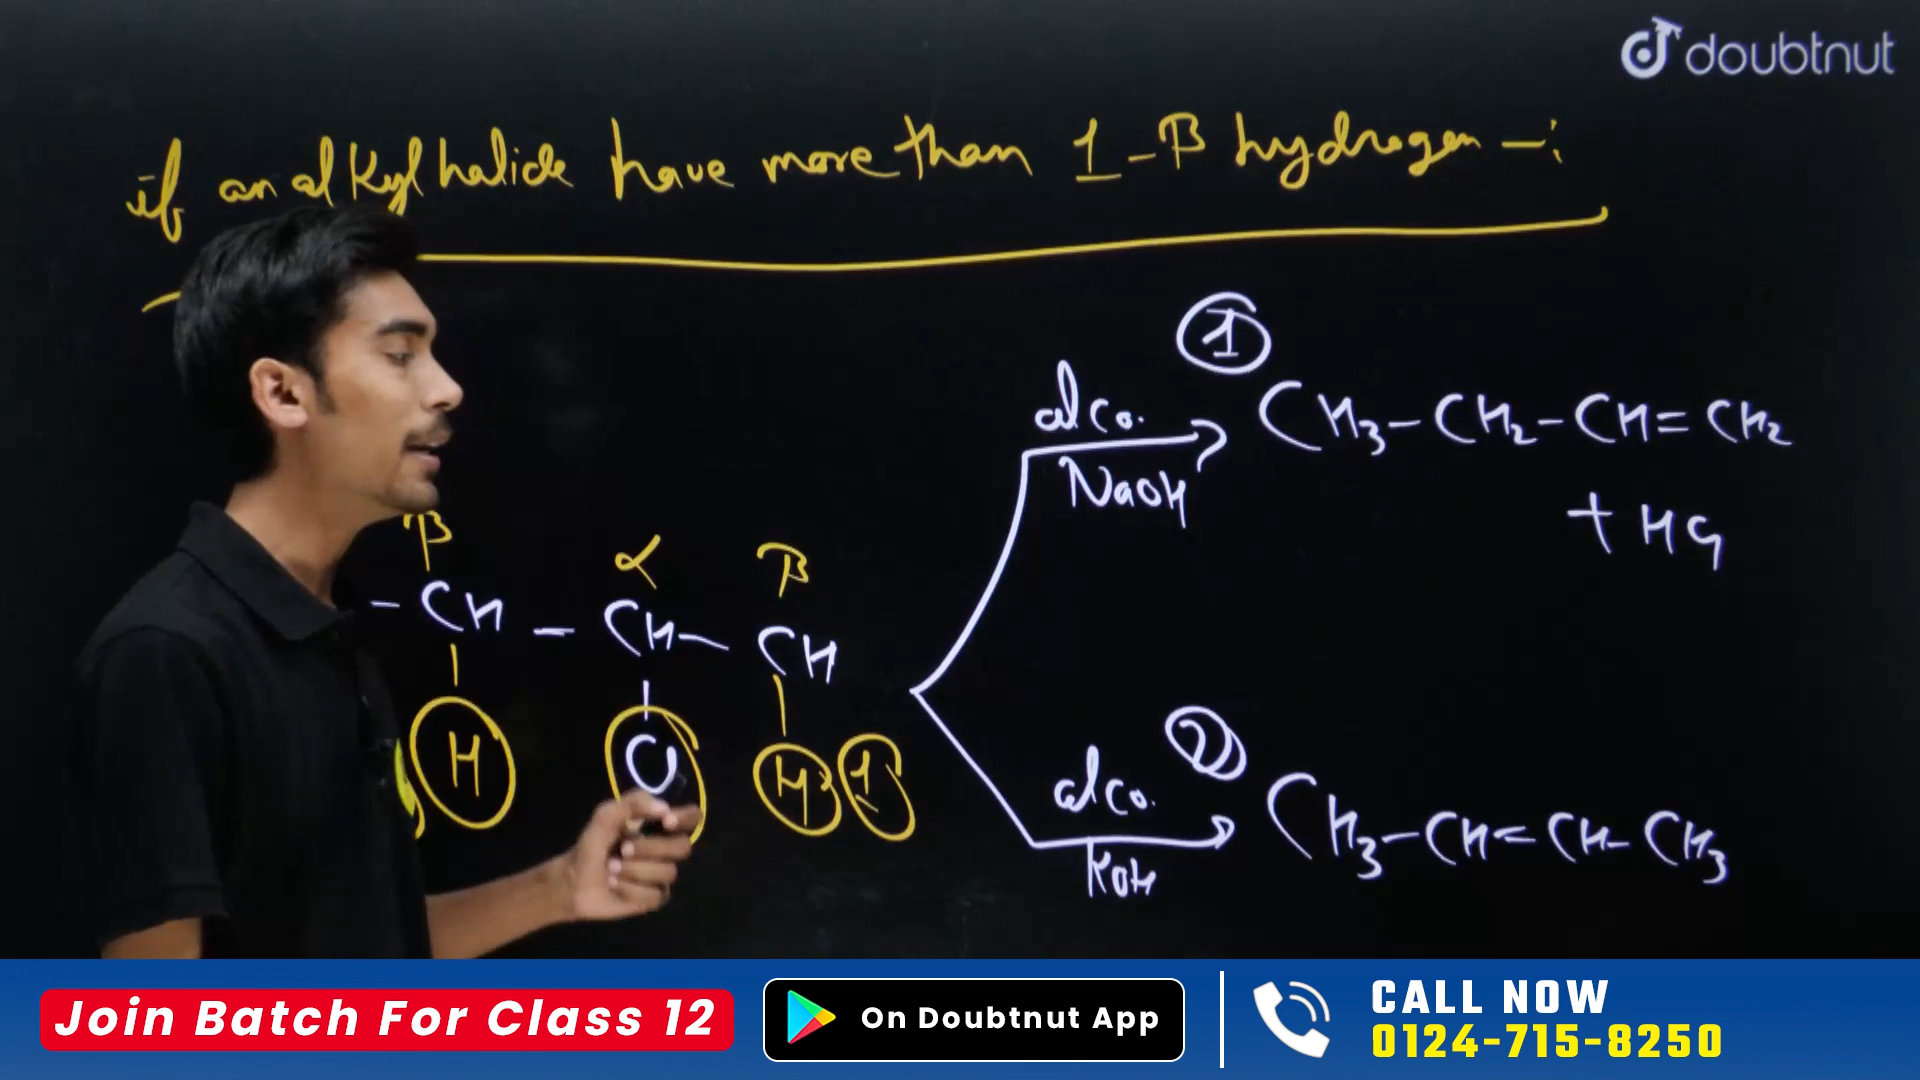 doubtnut
if an alkyl halide have more than 1-β hydrogen -:
①
alco.
CH3-CH2-CH=CH2
NaOH
+ HCl
β α β
-CH - CH- CH
H Cl H 1
②
alco.
CH3-CH=CH-CH3
KOH
Join Batch For Class 12
On Doubtnut App
CALL NOW
0124-715-8250